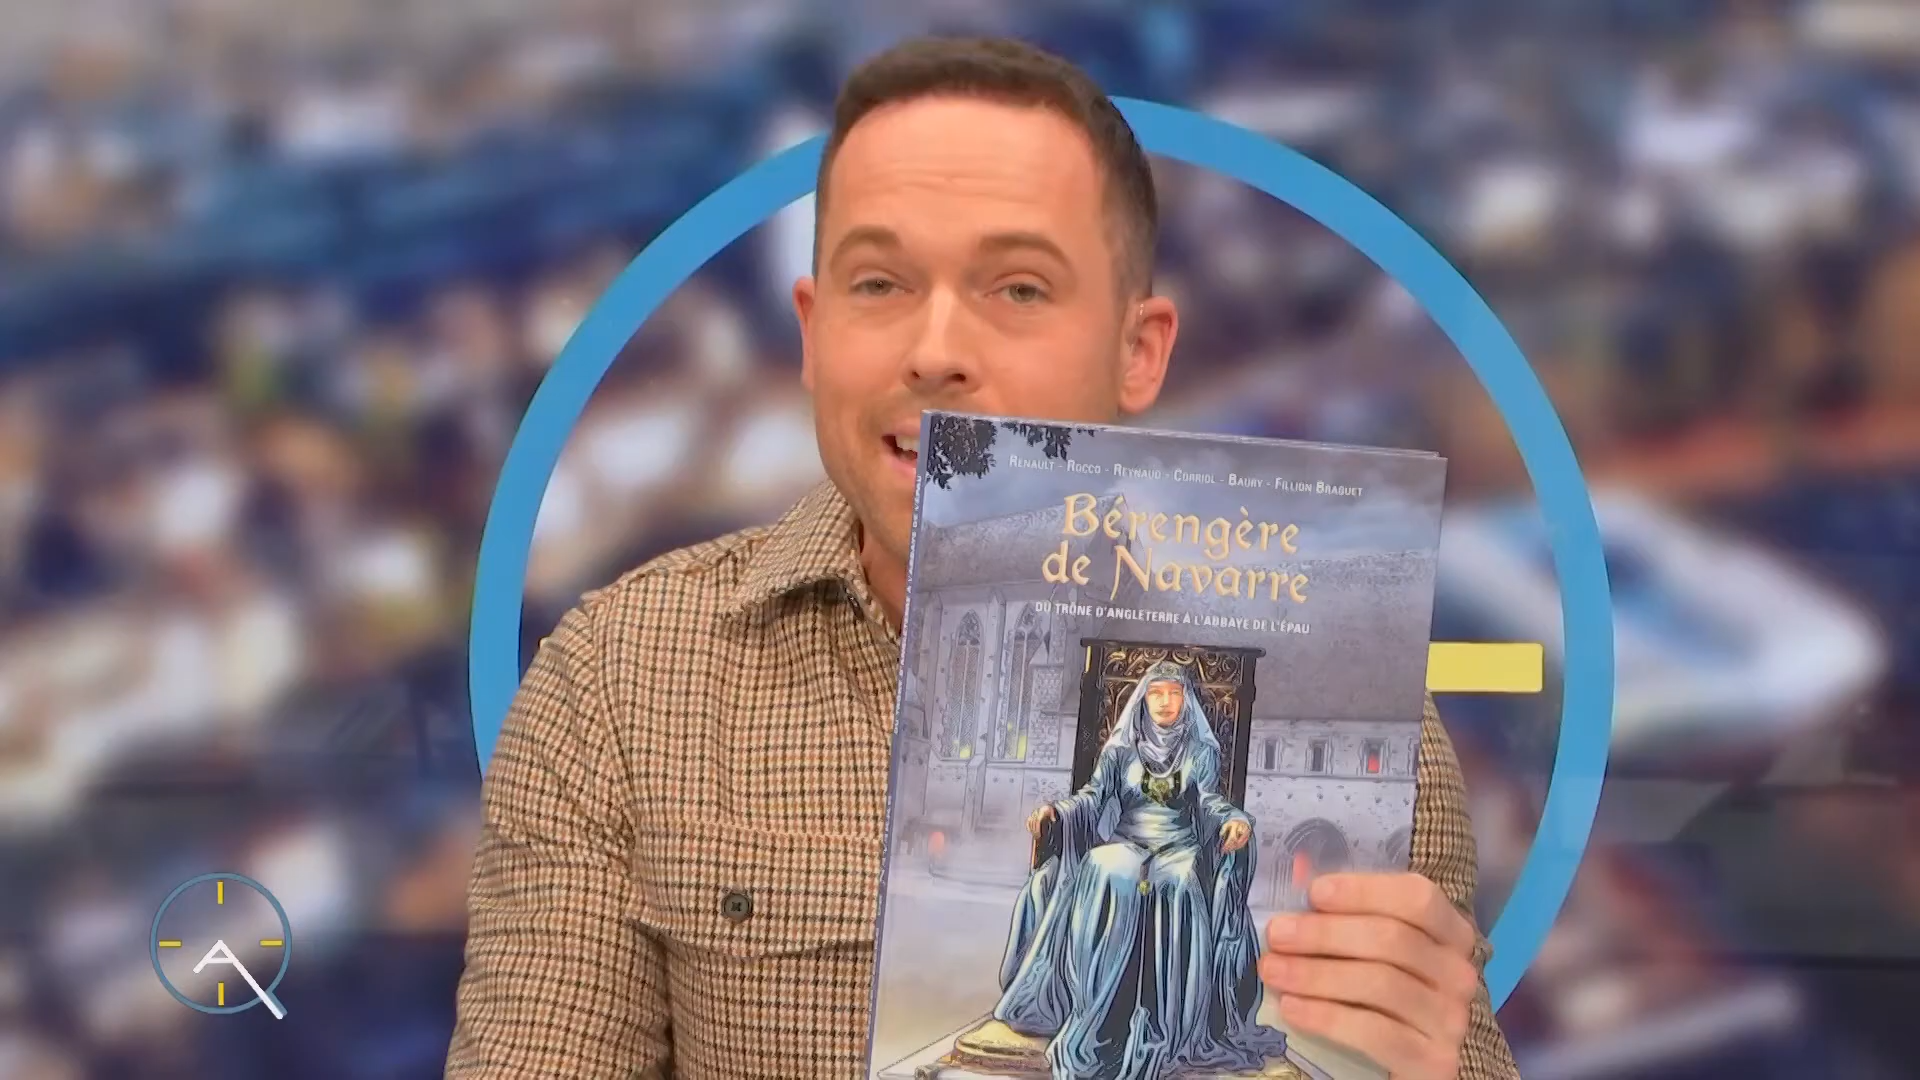 RENAULT - ROCCO - REYNAUD - CORRIOL - BAURY - FILLION BRAGUET
Bérengère
de Navarre
DU TRÔNE D'ANGLETERRE À L'ABBAYE DE L'ÉPAU